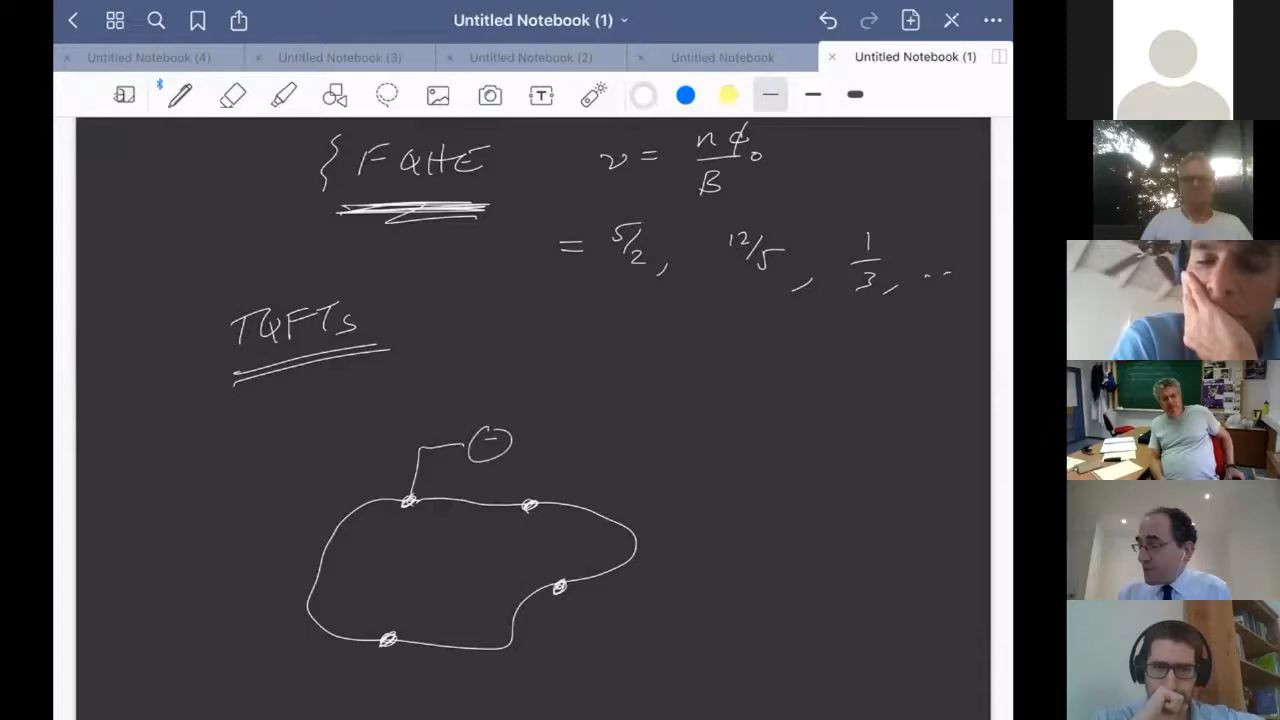 Untitled Notebook (1)
Untitled Notebook (4) Untitled Notebook (3) Untitled Notebook (2) Untitled Notebook Untitled Notebook (1)
{ FQHE ν = nϕ₀/B
= 5/2, 12/5, 1/3, ..
TQFTs